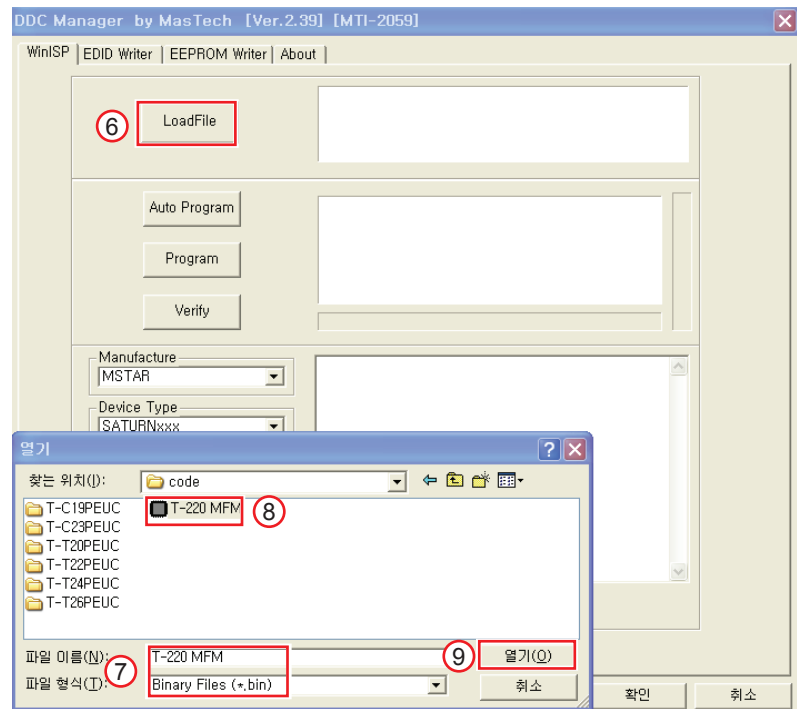 DDC Manager by MasTech [Ver.2.39] [MTI-2059]
WinISP EDID Writer EEPROM Writer About
⑥ LoadFile
Auto Program
Program
Verify
Manufacture
MSTAR
Device Type
SATURNxxx
열기
찾는 위치(I): code
T-C19PEUC T-220 MFM ⑧
T-C23PEUC
T-T20PEUC
T-T22PEUC
T-T24PEUC
T-T26PEUC
파일 이름(N): T-220 MFM ⑨ 열기(O)
⑦
파일 형식(T): Binary Files (*.bin) 취소
확인 취소